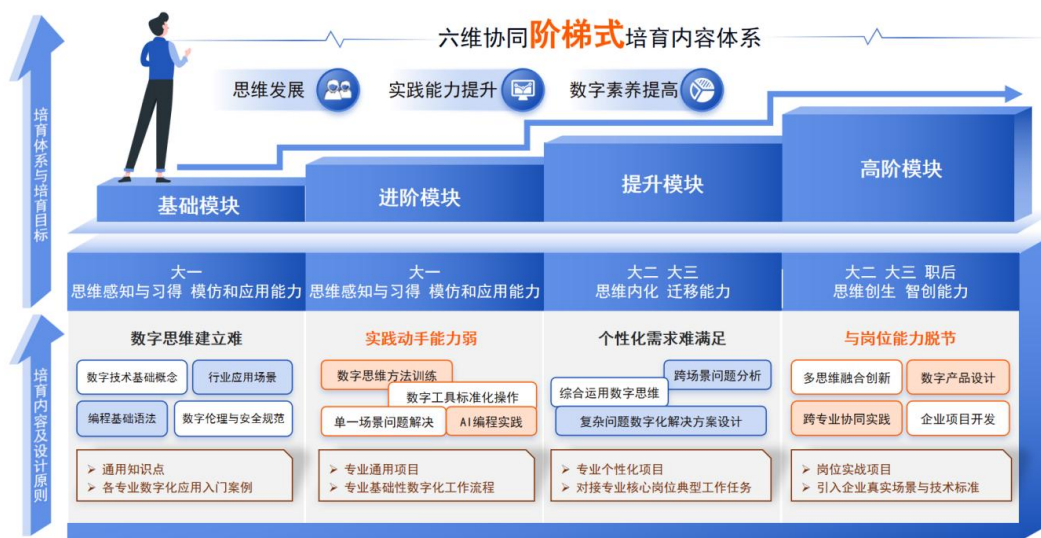 六维协同阶梯式培育内容体系
思维发展
实践能力提升
数字素养提高
培育体系与培育目标
基础模块
进阶模块
提升模块
高阶模块
大一
思维感知与习得 模仿和应用能力
大一
思维感知与习得 模仿和应用能力
大二 大三
思维内化 迁移能力
大二 大三 职后
思维创生 智创能力
培育内容及设计原则
数字思维建立难
数字技术基础概念
行业应用场景
编程基础语法
数字伦理与安全规范
➢ 通用知识点
➢ 各专业数字化应用入门案例
实践动手能力弱
数字思维方法训练
数字工具标准化操作
单一场景问题解决
AI编程实践
➢ 专业通用项目
➢ 专业基础性数字化工作流程
个性化需求难满足
跨场景问题分析
综合运用数字思维
复杂问题数字化解决方案设计
➢ 专业个性化项目
➢ 对接专业核心岗位典型工作任务
与岗位能力脱节
多思维融合创新
数字产品设计
跨专业协同实践
企业项目开发
➢ 岗位实战项目
➢ 引入企业真实场景与技术标准